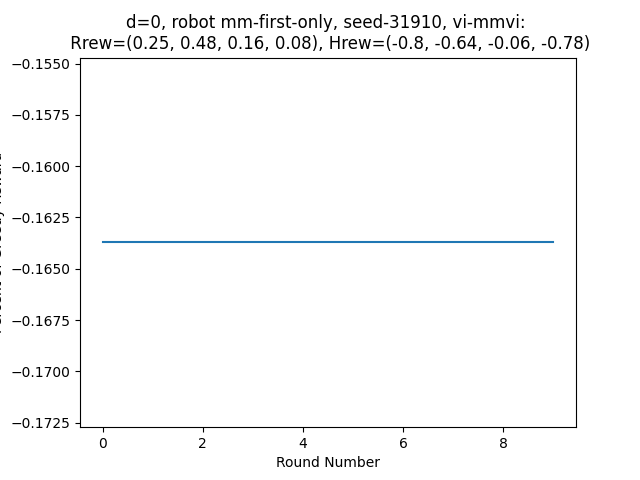 d=0, robot mm-first-only, seed-31910, vi-mmvi:
Rrew=(0.25, 0.48, 0.16, 0.08), Hrew=(-0.8, -0.64, -0.06, -0.78)
−0.1550
−0.1575
−0.1600
−0.1625
−0.1650
−0.1675
−0.1700
−0.1725
0 2 4 6 8
Round Number